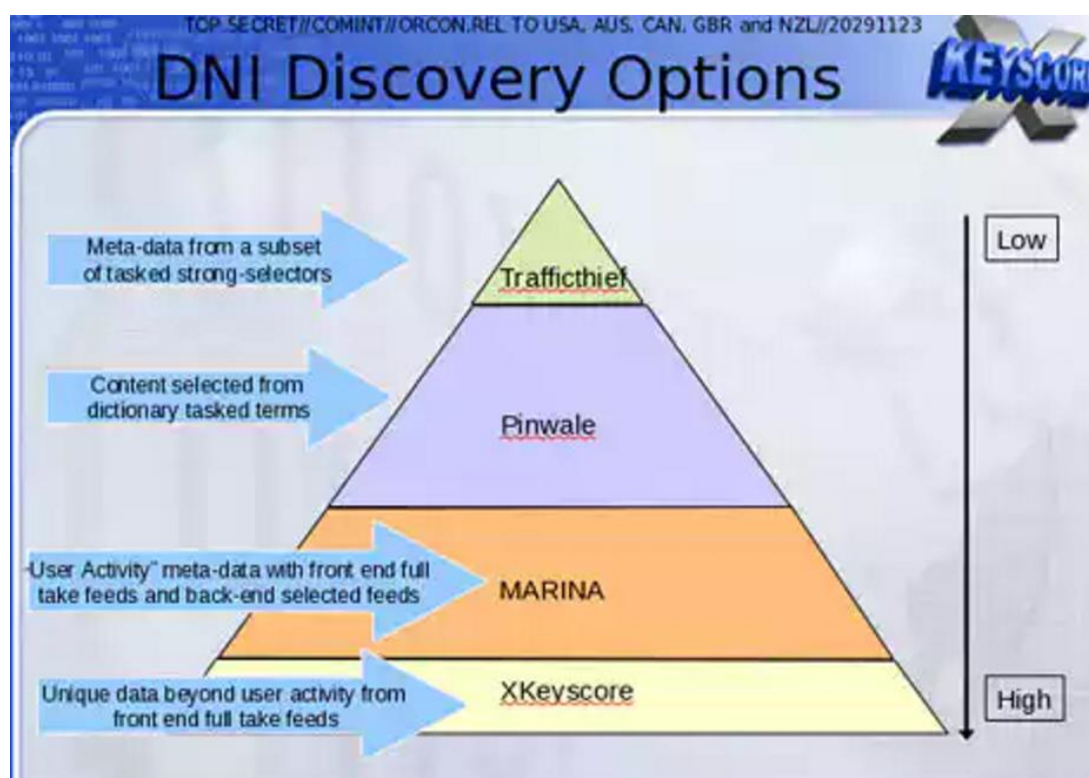 TOP SECRET//COMINT//ORCON.REL TO USA, AUS, CAN, GBR and NZL//20291123
DNI Discovery Options
X
KEYSCORE
Meta-data from a subset
of tasked strong-selectors
Trafficthief
Low
Content selected from
dictionary tasked terms
Pinwale
"User Activity" meta-data with front end full
take feeds and back-end selected feeds
MARINA
Unique data beyond user activity from
front end full take feeds
XKeyscore
High